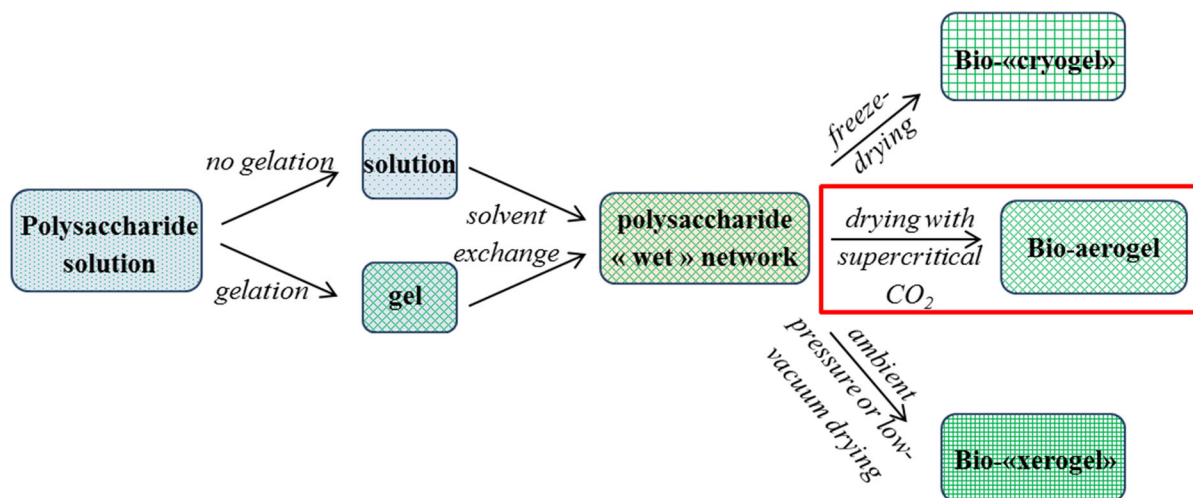 Polysaccharide
solution
no gelation
gelation
solution
gel
solvent
exchange
polysaccharide
« wet » network
freeze-
drying
Bio-«cryogel»
drying with
supercritical
CO₂
Bio-aerogel
ambient
pressure or low-
vacuum drying
Bio-«xerogel»